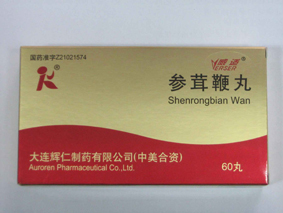 国药准字Z21021574
参茸鞭丸
Shenrongbian Wan
大连辉仁制药有限公司(中美合资)
Auroren Pharmaceutical Co.,Ltd.
60丸